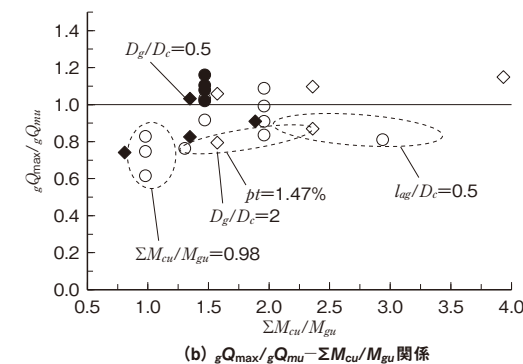 1.5
1.4
1.2
1.0
0.8
0.6
0.4
0.2
0.0
gQmax/gQmu
Dg/Dc=0.5
pt=1.47%
Dg/Dc=2
lag/Dc=0.5
ΣMcu/Mgu=0.98
0.5 1.0 1.5 2.0 2.5 3.0 3.5 4.0
ΣMcu/Mgu
(b) gQmax/gQmu−ΣMcu/Mgu関係